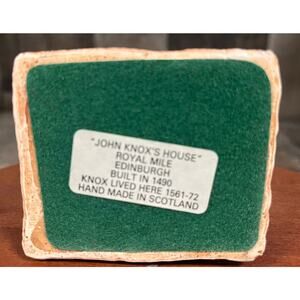 "JOHN KNOX'S HOUSE"
ROYAL MILE
EDINBURGH
BUILT IN 1490
KNOX LIVED HERE 1561-72
HAND MADE IN SCOTLAND